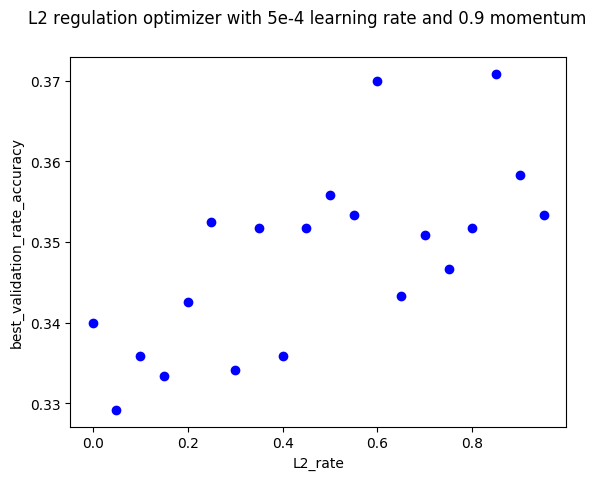 L2 regulation optimizer with 5e-4 learning rate and 0.9 momentum
0.37
0.36
0.35
0.34
0.33
best_validation_rate_accuracy
0.0 0.2 0.4 0.6 0.8
L2_rate